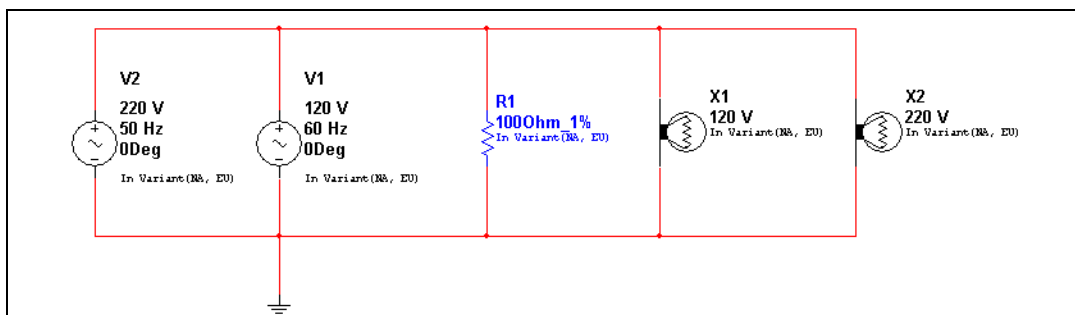 V2
220 V
50 Hz
0Deg
In Variant(NA, EU)
V1
120 V
60 Hz
0Deg
In Variant(NA, EU)
R1
100Ohm_1%
In Variant(NA, EU)
X1
120 V
In Variant(NA, EU)
X2
220 V
In Variant(NA, EU)